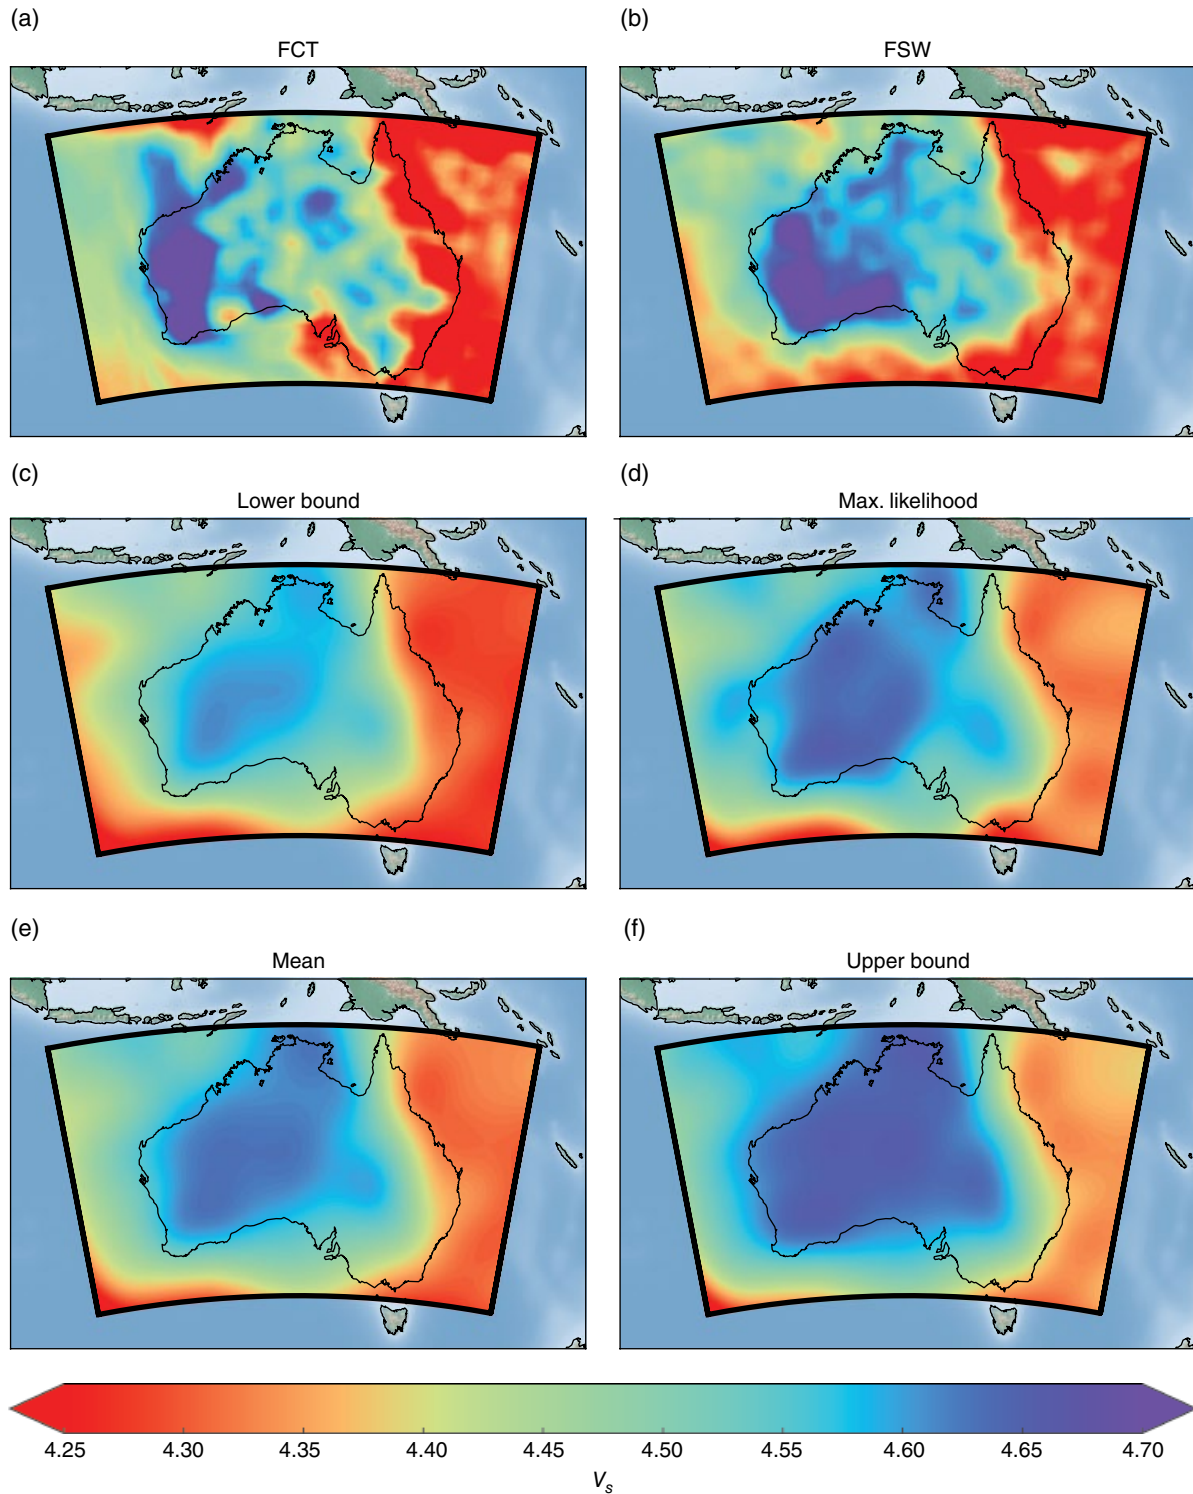 (a)
FCT
(b)
FSW
(c)
Lower bound
(d)
Max. likelihood
(e)
Mean
(f)
Upper bound
4.25 4.30 4.35 4.40 4.45 4.50 4.55 4.60 4.65 4.70
Vs